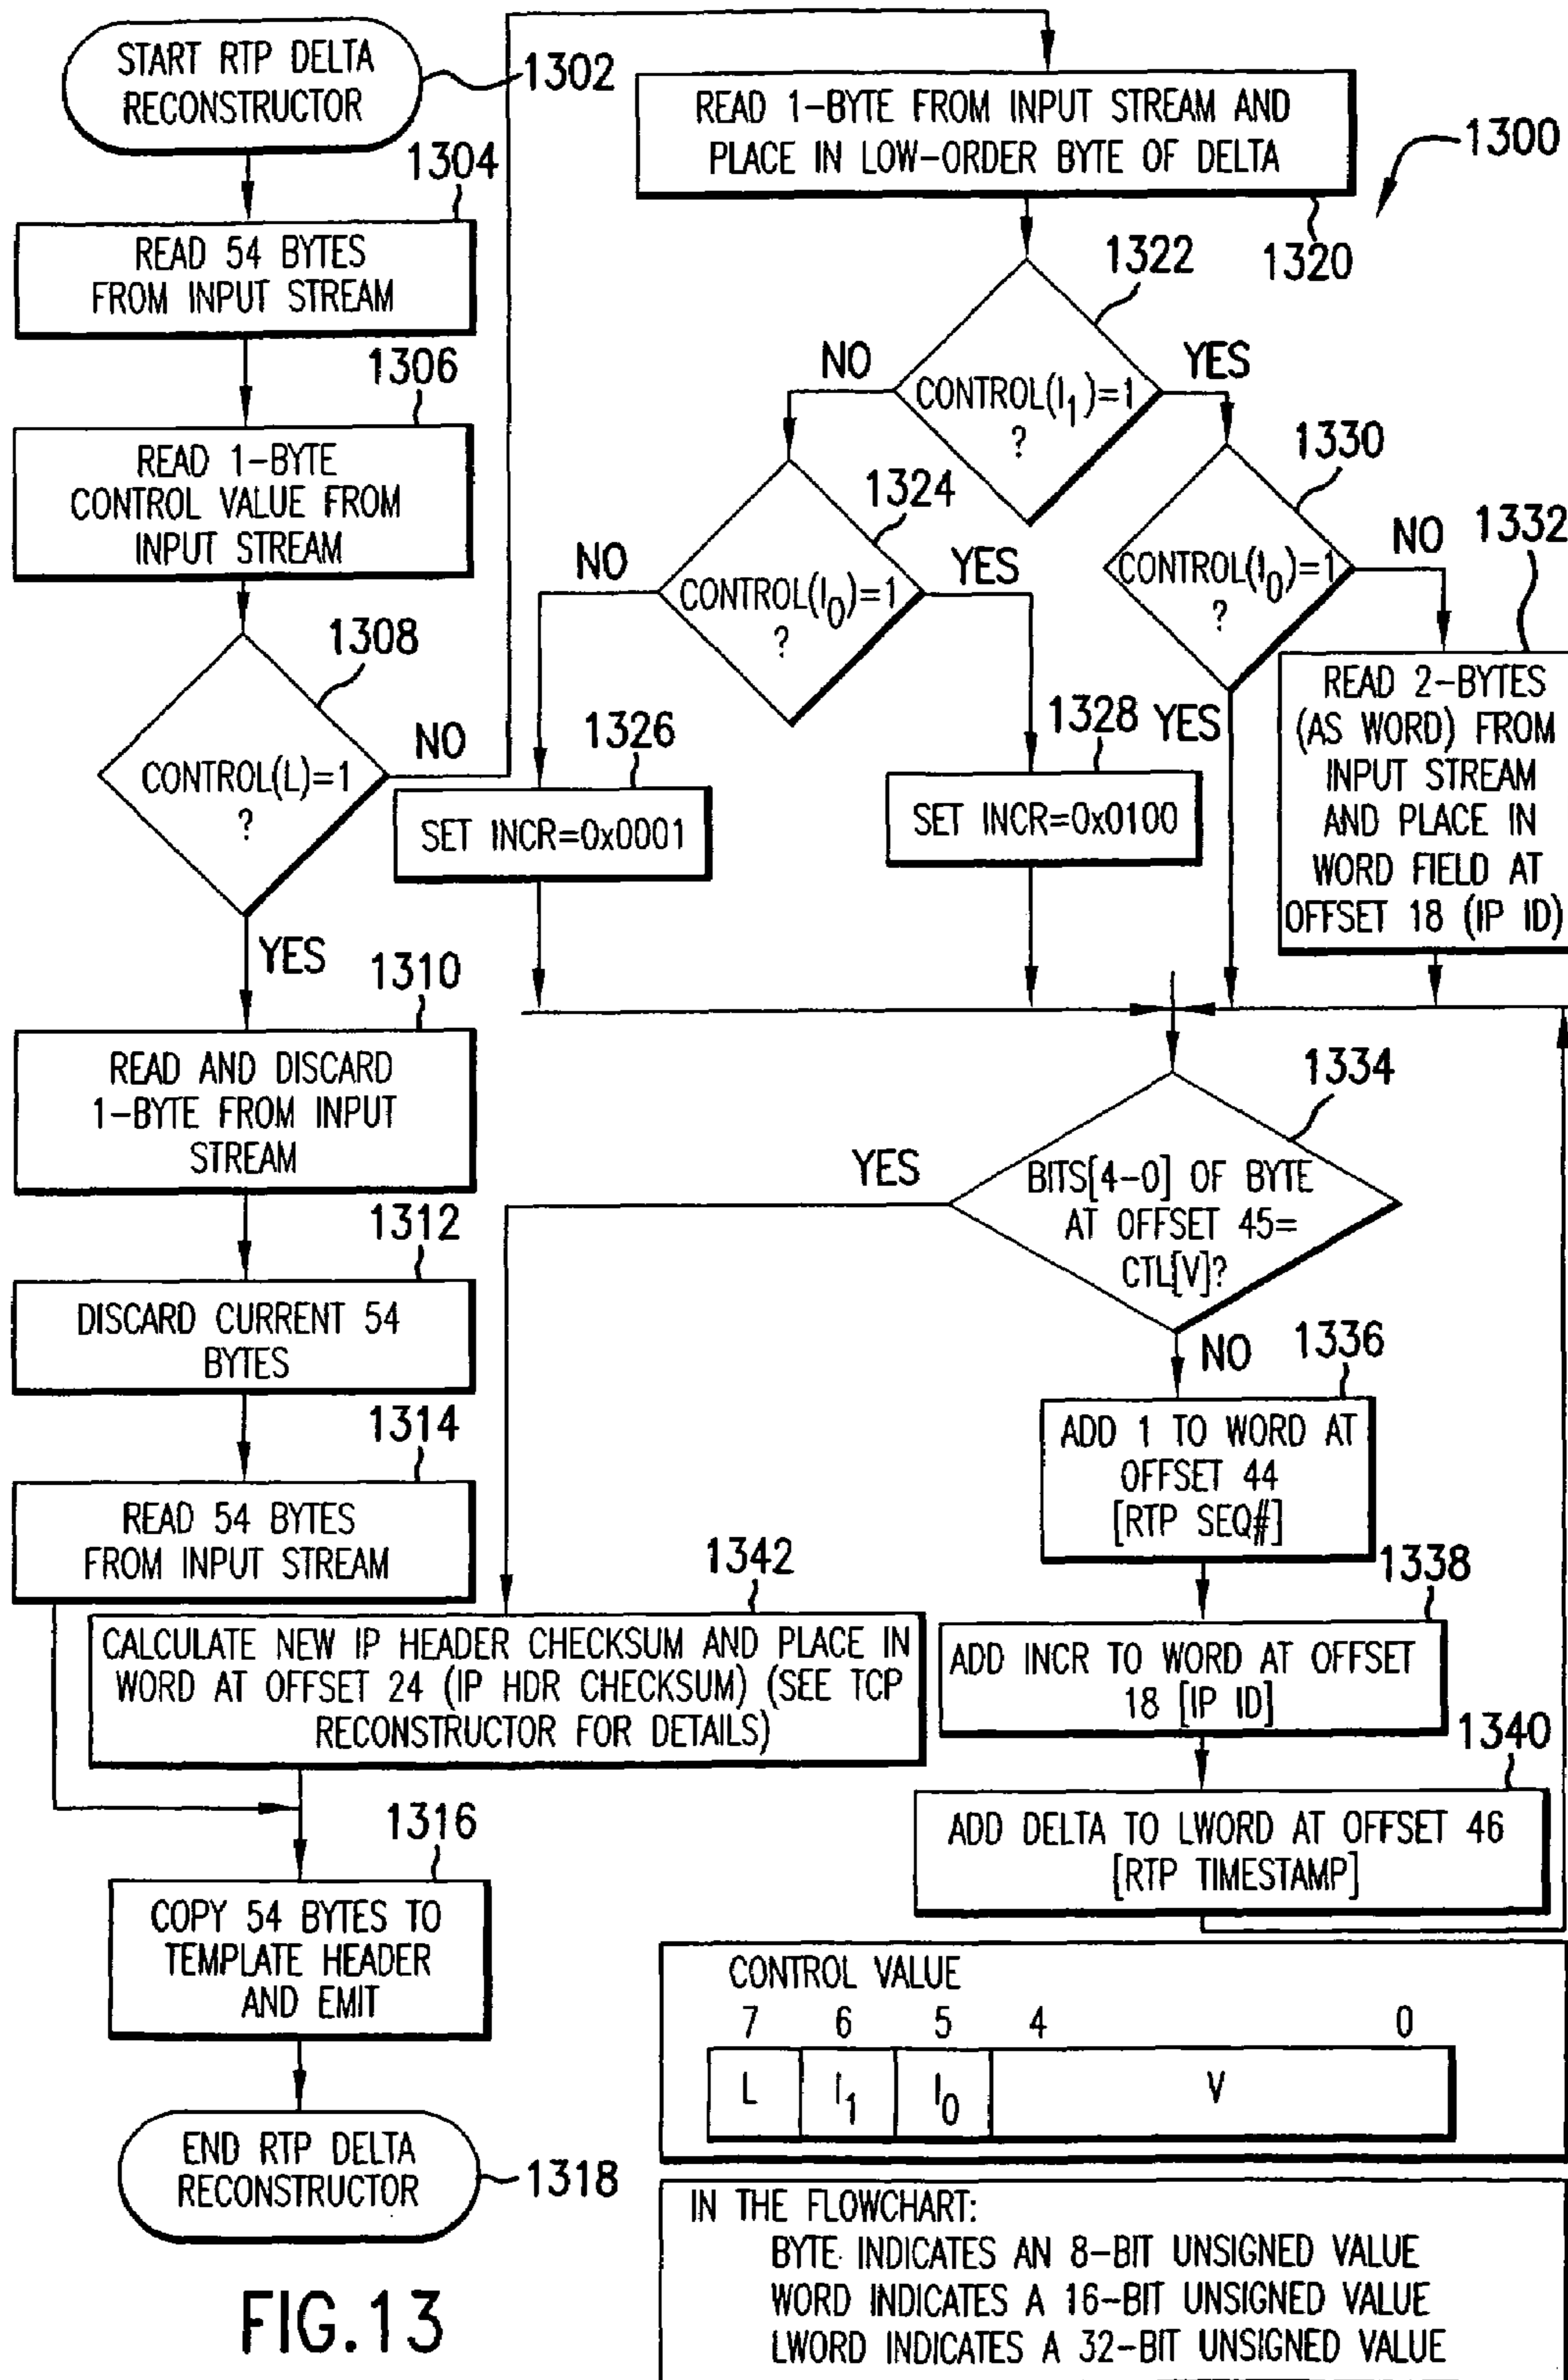 START RTP DELTA
RECONSTRUCTOR
1302
1304
READ 54 BYTES
FROM INPUT STREAM
1306
READ 1-BYTE
CONTROL VALUE FROM
INPUT STREAM
1308
CONTROL(L)=1
?
NO
YES
1310
READ AND DISCARD
1-BYTE FROM INPUT
STREAM
1312
DISCARD CURRENT 54
BYTES
1314
READ 54 BYTES
FROM INPUT STREAM
1300
READ 1-BYTE FROM INPUT STREAM AND
PLACE IN LOW-ORDER BYTE OF DELTA
1320
1322
NO
CONTROL(I₁)=1
?
YES
1324
NO
CONTROL(I₀)=1
?
YES
1326
SET INCR=0x0001
1328
SET INCR=0x0100
1330
CONTROL(I₀)=1
?
NO
YES
1332
READ 2-BYTES
(AS WORD) FROM
INPUT STREAM
AND PLACE IN
WORD FIELD AT
OFFSET 18 (IP ID)
1334
YES
BITS[4-0] OF BYTE
AT OFFSET 45=
CTL[V]?
NO
1336
ADD 1 TO WORD AT
OFFSET 44
[RTP SEQ#]
1338
ADD INCR TO WORD AT OFFSET
18 [IP ID]
1340
ADD DELTA TO LWORD AT OFFSET 46
[RTP TIMESTAMP]
1342
CALCULATE NEW IP HEADER CHECKSUM AND PLACE IN
WORD AT OFFSET 24 (IP HDR CHECKSUM) (SEE TCP
RECONSTRUCTOR FOR DETAILS)
1316
COPY 54 BYTES TO
TEMPLATE HEADER
AND EMIT
END RTP DELTA
RECONSTRUCTOR
1318
CONTROL VALUE
7 6 5 4 0
L I₁ I₀ V
IN THE FLOWCHART:
BYTE INDICATES AN 8-BIT UNSIGNED VALUE
WORD INDICATES A 16-BIT UNSIGNED VALUE
LWORD INDICATES A 32-BIT UNSIGNED VALUE
FIG.13